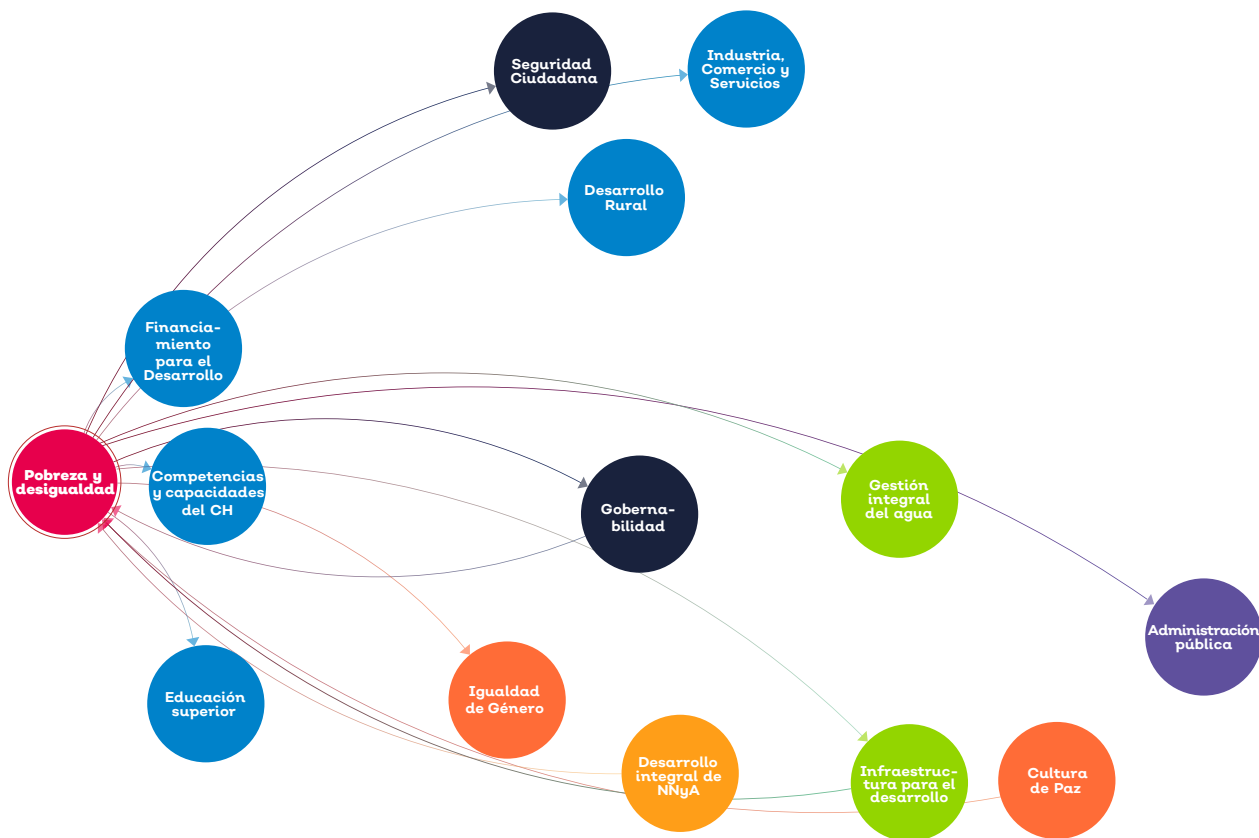 Seguridad
Ciudadana
Industria,
Comercio y
Servicios
Desarrollo
Rural
Financia-
miento
para el
Desarrollo
Pobreza y
desigualdad
Competencias
y capacidades
del CH
Goberna-
bilidad
Gestión
integral
del agua
Administración
pública
Educación
superior
Igualdad
de Género
Desarrollo
integral de
NNyA
Infraestruc-
tura para el
desarrollo
Cultura
de Paz